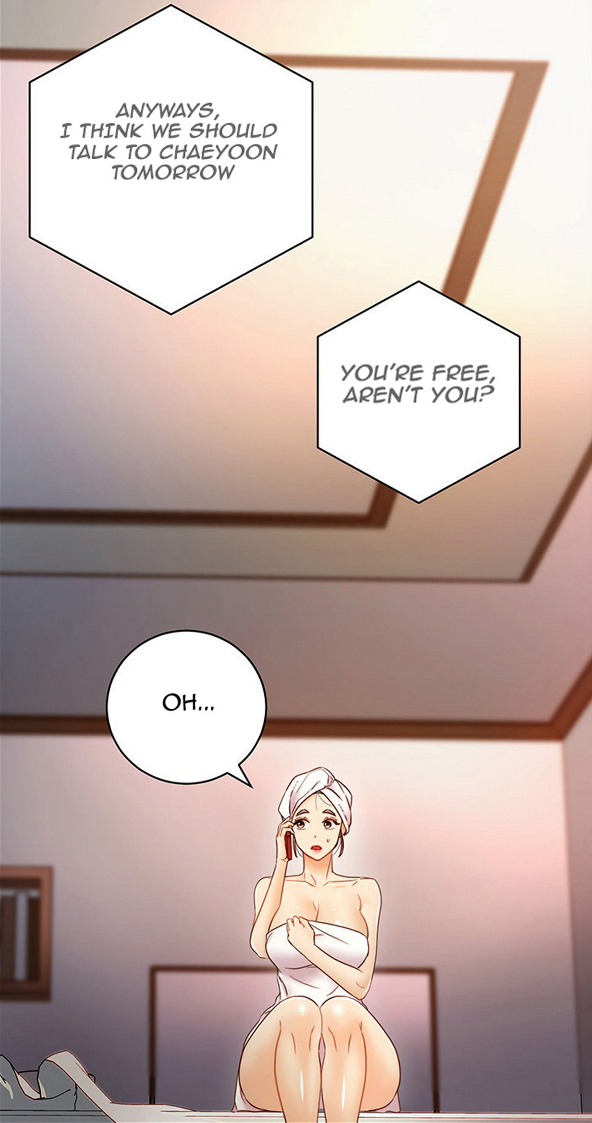 ANYWAYS,
I THINK WE SHOULD
TALK TO CHAEYOON
TOMORROW
YOU'RE FREE,
AREN'T YOU?
OH...